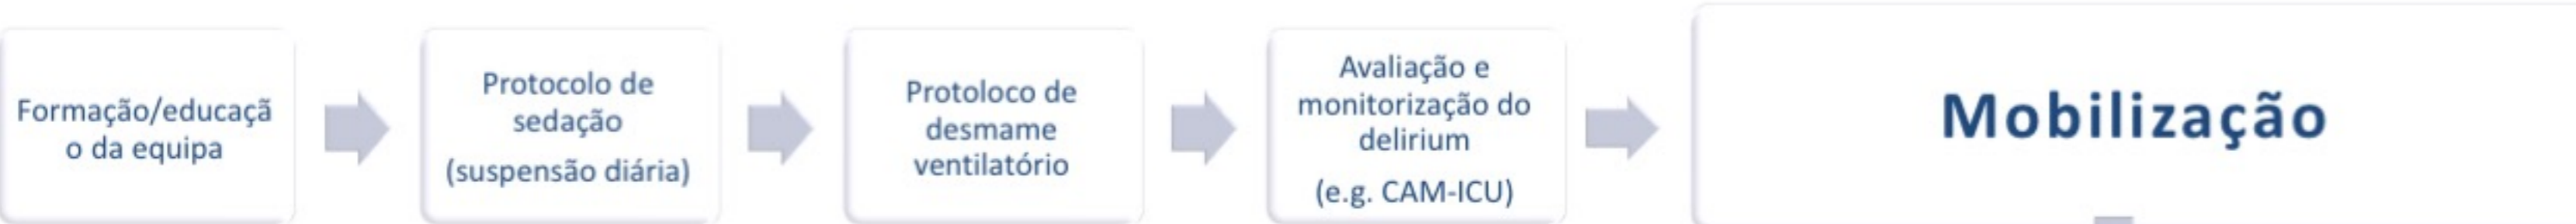 Formação/educaçã
o da equipa
Protocolo de
sedação
(suspensão diária)
Protoloco de
desmame
ventilatório
Avaliação e
monitorização do
delirium
(e.g. CAM-ICU)
Mobilização